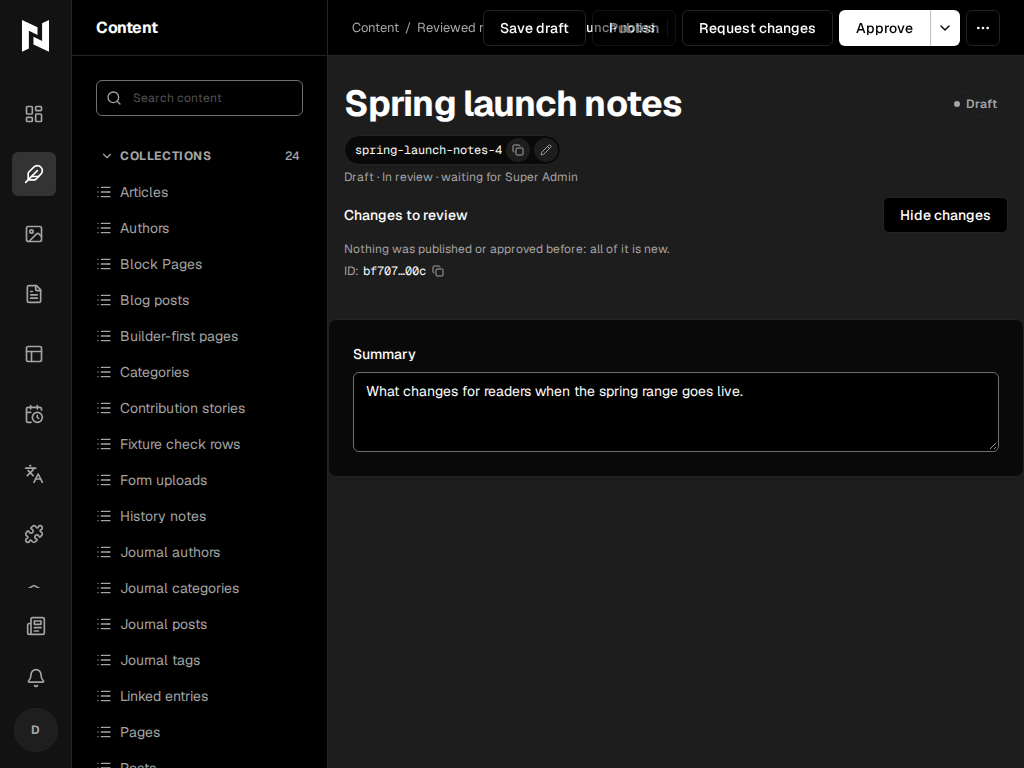 Content
Content / Reviewed
Save draft
Publish
Request changes
Approve
Search content
COLLECTIONS 24
Articles
Authors
Block Pages
Blog posts
Builder-first pages
Categories
Contribution stories
Fixture check rows
Form uploads
History notes
Journal authors
Journal categories
Journal posts
Journal tags
Linked entries
Pages
Posts
D
Spring launch notes
Draft
spring-launch-notes-4
Draft · In review · waiting for Super Admin
Changes to review
Hide changes
Nothing was published or approved before: all of it is new.
ID: bf707…00c
Summary
What changes for readers when the spring range goes live.